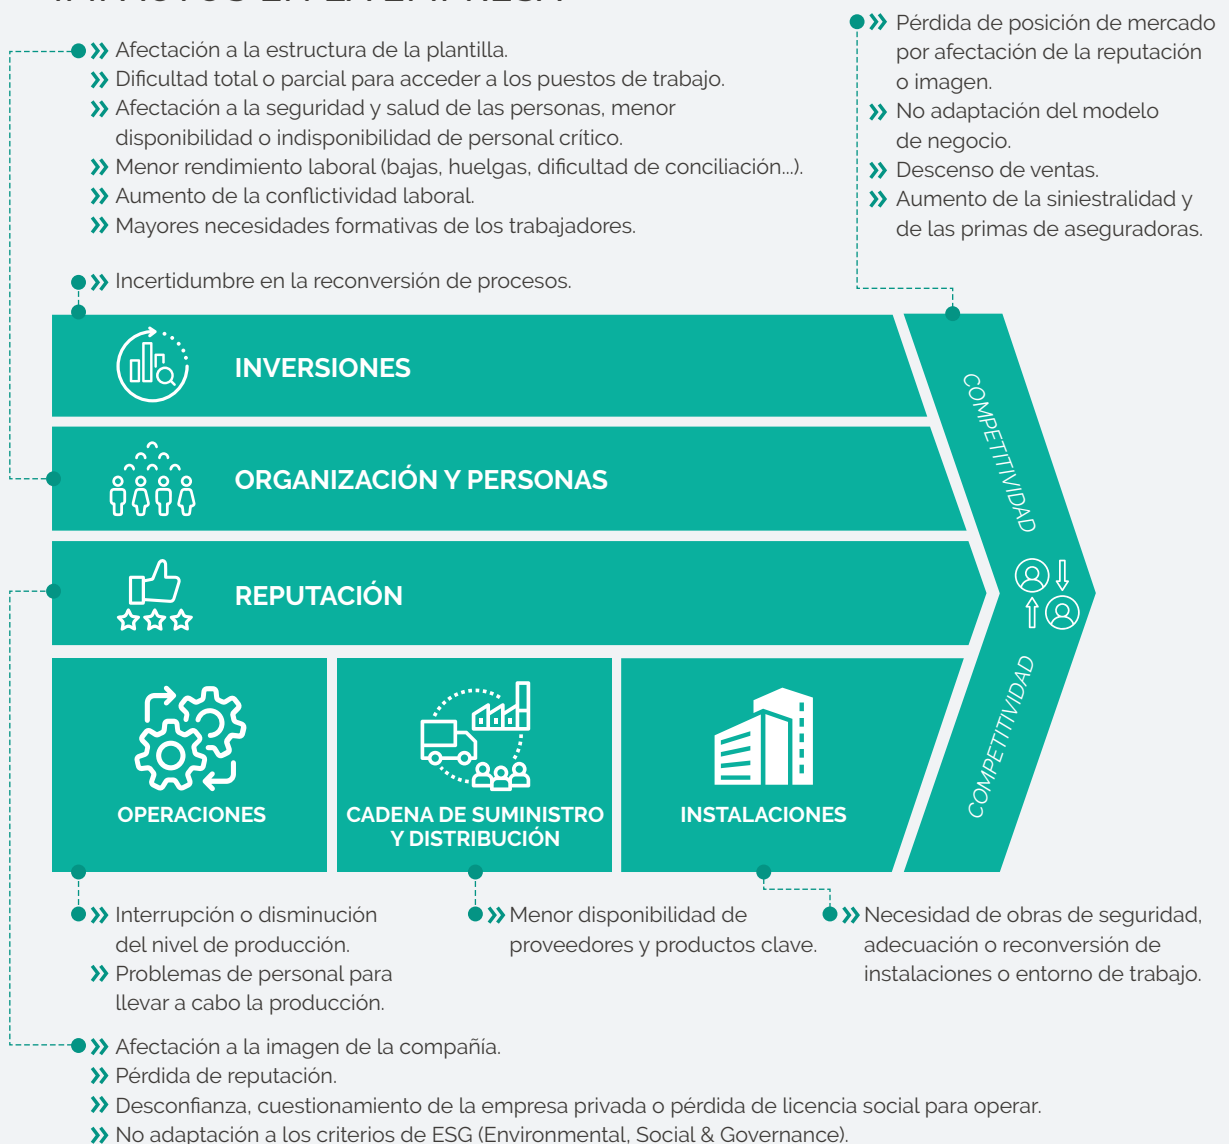 IMPACTOS EN LA EMPRESA
Afectación a la estructura de la plantilla.
Dificultad total o parcial para acceder a los puestos de trabajo.
Afectación a la seguridad y salud de las personas, menor
disponibilidad o indisponibilidad de personal crítico.
Menor rendimiento laboral (bajas, huelgas, dificultad de conciliación...).
Aumento de la conflictividad laboral.
Mayores necesidades formativas de los trabajadores.
Pérdida de posición de mercado
por afectación de la reputación
o imagen.
No adaptación del modelo
de negocio.
Descenso de ventas.
Aumento de la siniestralidad y
de las primas de aseguradoras.
Incertidumbre en la reconversión de procesos.
INVERSIONES
ORGANIZACIÓN Y PERSONAS
REPUTACIÓN
COMPETITIVIDAD
COMPETITIVIDAD
OPERACIONES
CADENA DE SUMINISTRO
Y DISTRIBUCIÓN
INSTALACIONES
Interrupción o disminución
del nivel de producción.
Problemas de personal para
llevar a cabo la producción.
Menor disponibilidad de
proveedores y productos clave.
Necesidad de obras de seguridad,
adecuación o reconversión de
instalaciones o entorno de trabajo.
Afectación a la imagen de la compañía.
Pérdida de reputación.
Desconfianza, cuestionamiento de la empresa privada o pérdida de licencia social para operar.
No adaptación a los criterios de ESG (Environmental, Social & Governance).